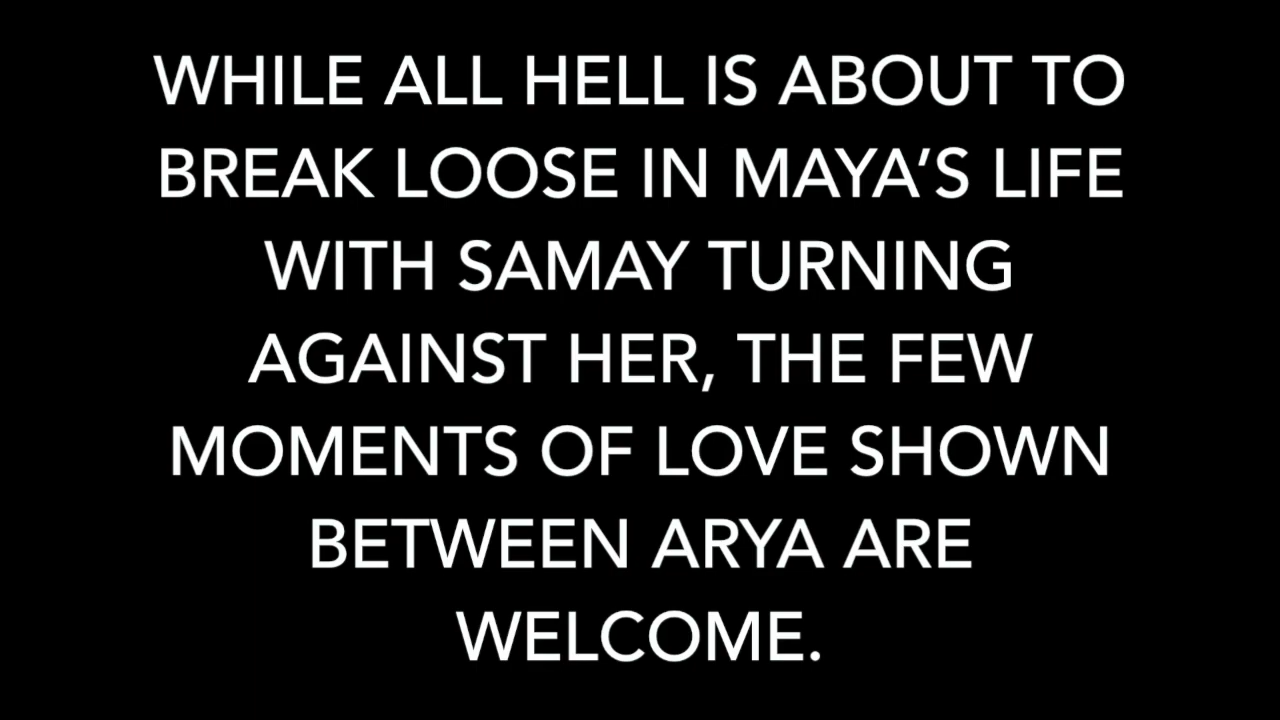 WHILE ALL HELL IS ABOUT TO
BREAK LOOSE IN MAYA’S LIFE
WITH SAMAY TURNING
AGAINST HER, THE FEW
MOMENTS OF LOVE SHOWN
BETWEEN ARYA ARE
WELCOME.